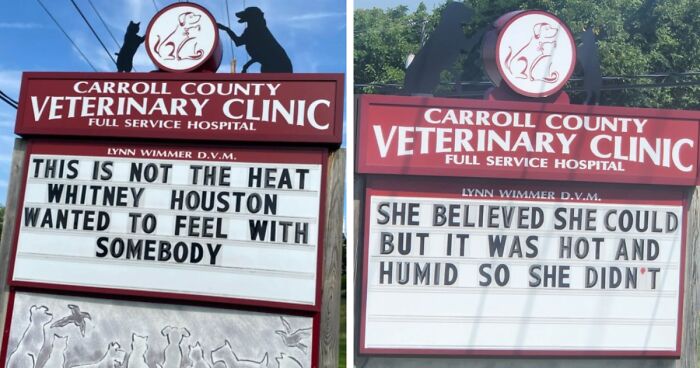 CARROLL COUNTY
VETERINARY CLINIC
FULL SERVICE HOSPITAL
LYNN WIMMER D.V.M.
THIS IS NOT THE HEAT
WHITNEY HOUSTON
WANTED TO FEEL WITH
SOMEBODY
CARROLL COUNTY
VETERINARY CLINIC
FULL SERVICE HOSPITAL
LYNN WIMMER D.V.M.
SHE BELIEVED SHE COULD
BUT IT WAS HOT AND
HUMID SO SHE DIDN'T